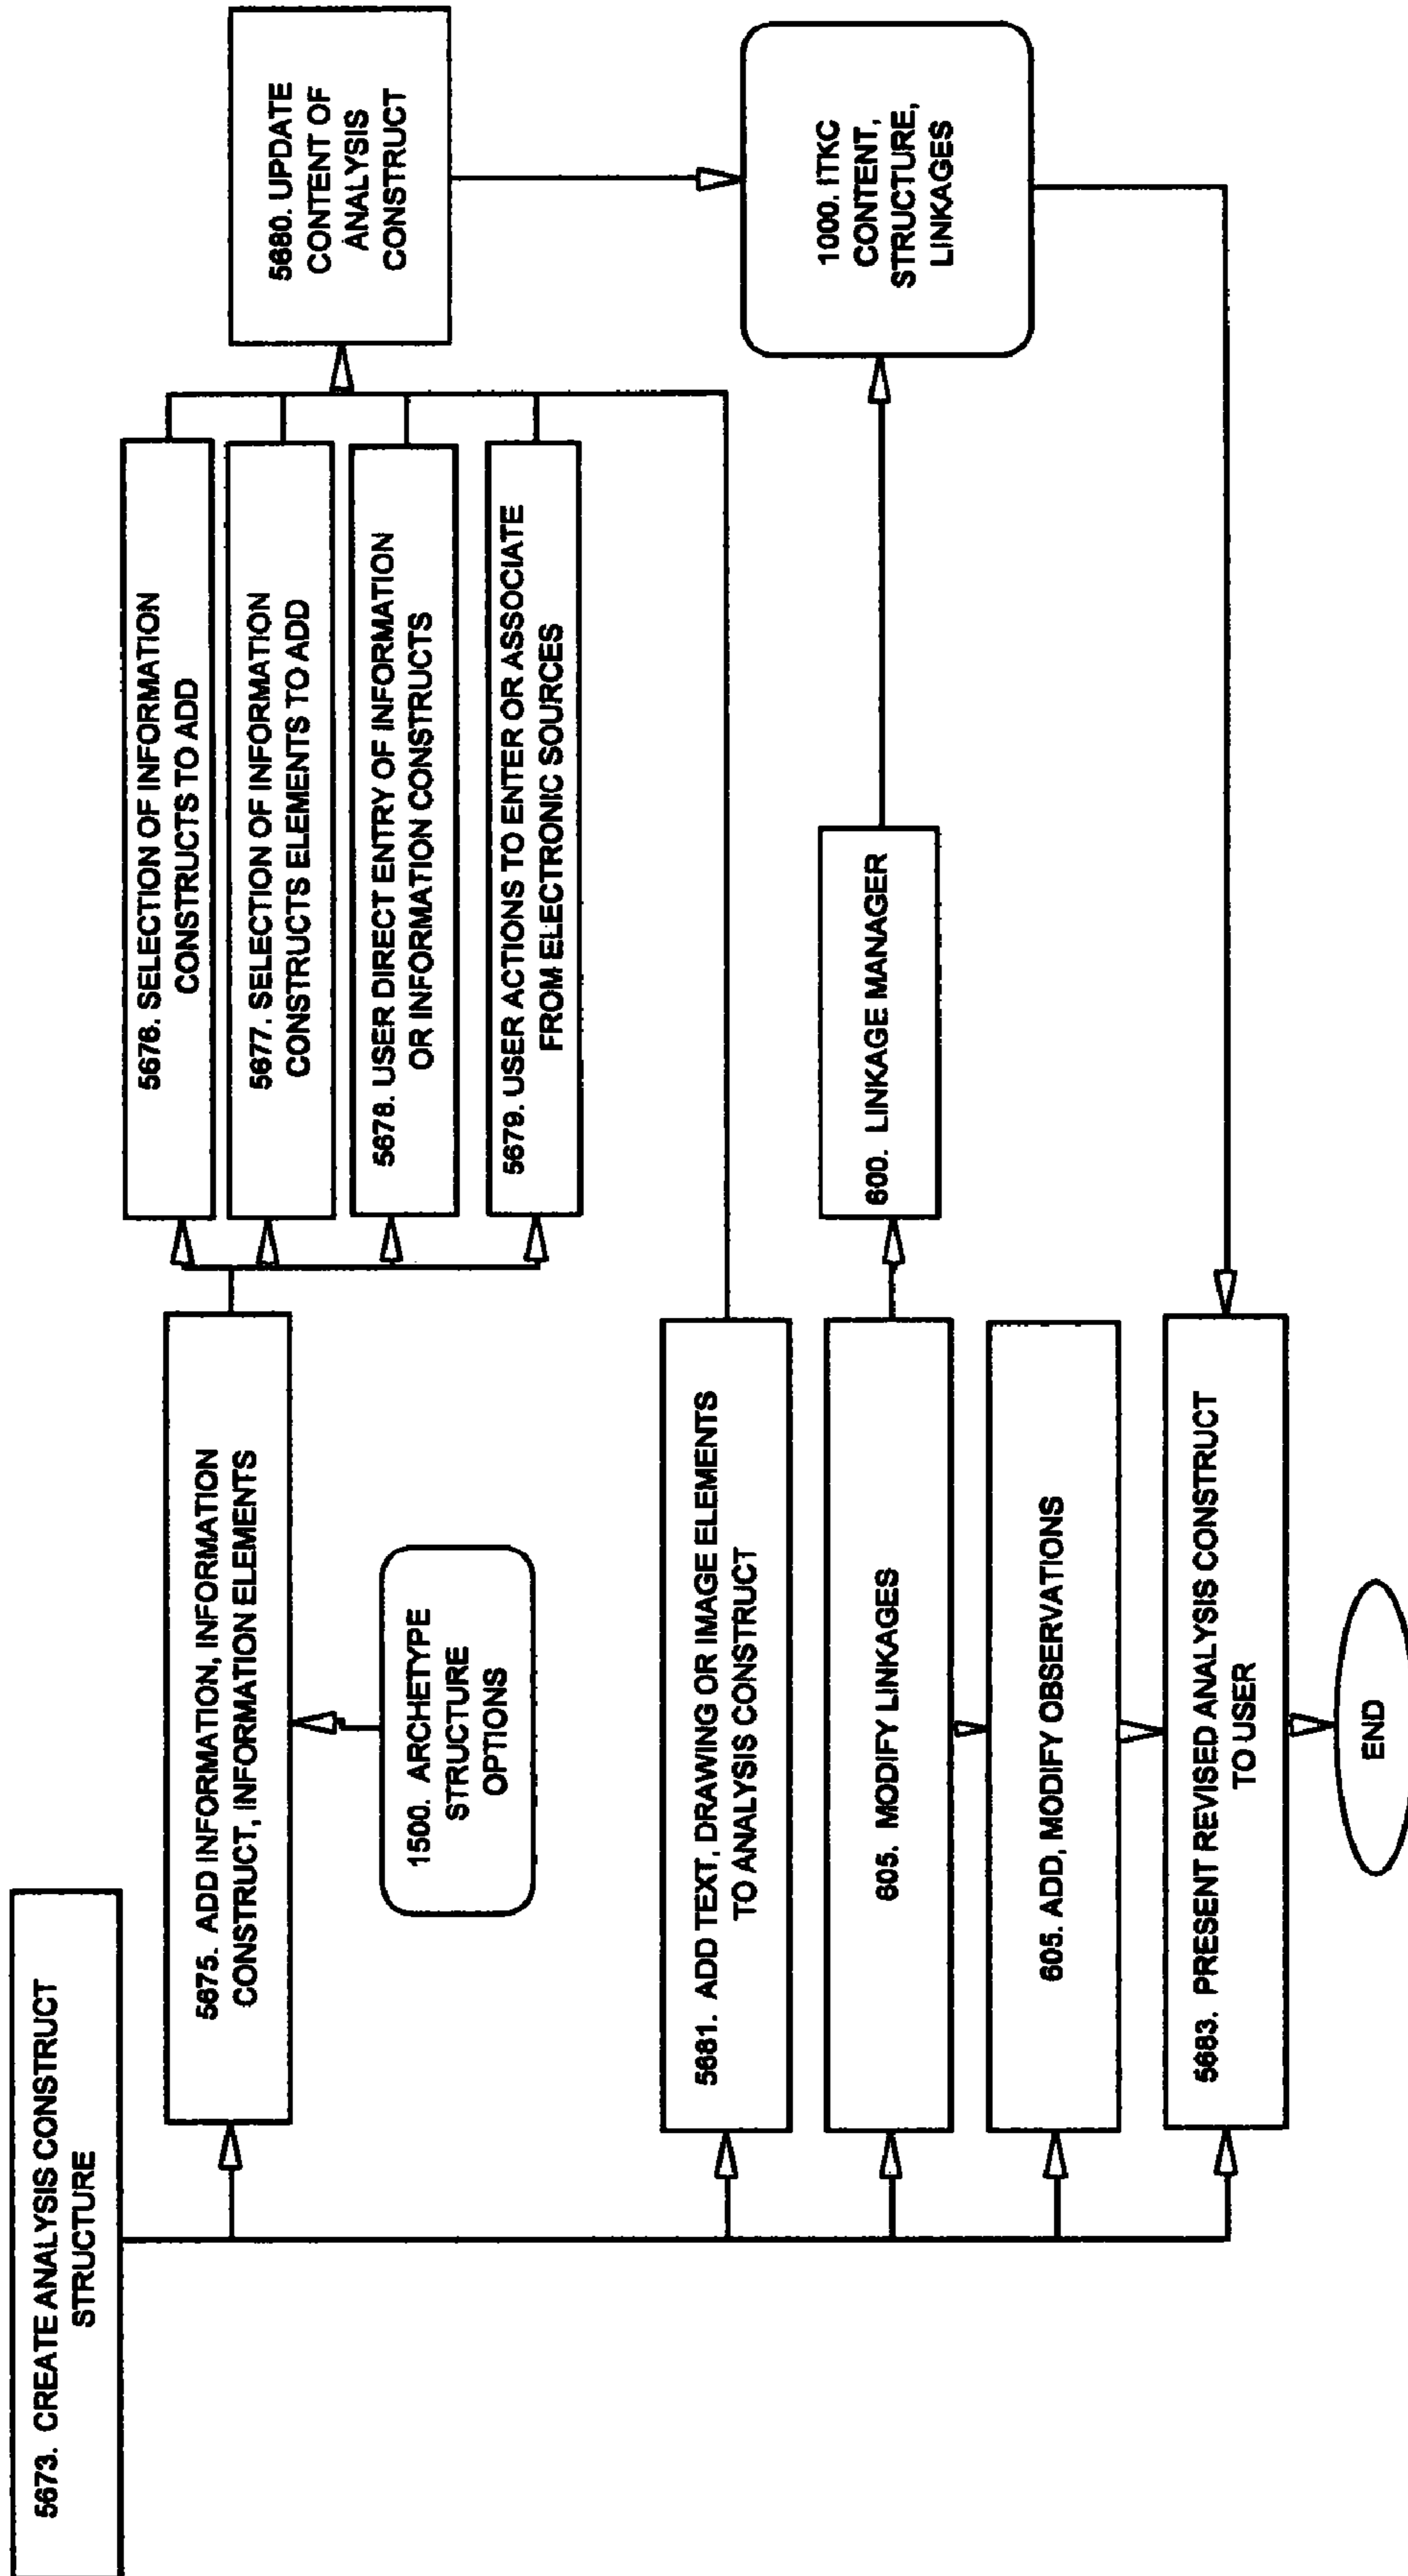 5673. CREATE ANALYSIS CONSTRUCT
STRUCTURE
5675. ADD INFORMATION, INFORMATION
CONSTRUCT, INFORMATION ELEMENTS
1500. ARCHETYPE
STRUCTURE
OPTIONS
5676. SELECTION OF INFORMATION
CONSTRUCTS TO ADD
5677. SELECTION OF INFORMATION
CONSTRUCTS ELEMENTS TO ADD
5678. USER DIRECT ENTRY OF INFORMATION
OR INFORMATION CONSTRUCTS
5679. USER ACTIONS TO ENTER OR ASSOCIATE
FROM ELECTRONIC SOURCES
5680. UPDATE
CONTENT OF
ANALYSIS
CONSTRUCT
5681. ADD TEXT, DRAWING OR IMAGE ELEMENTS
TO ANALYSIS CONSTRUCT
605. MODIFY LINKAGES
600. LINKAGE MANAGER
1000. ITKC
CONTENT,
STRUCTURE,
LINKAGES
605. ADD, MODIFY OBSERVATIONS
5683. PRESENT REVISED ANALYSIS CONSTRUCT
TO USER
END